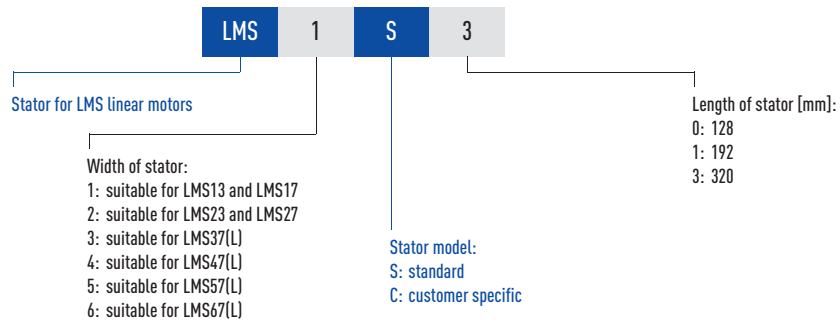 LMS 1 S 3
Stator for LMS linear motors
Width of stator:
1: suitable for LMS13 and LMS17
2: suitable for LMS23 and LMS27
3: suitable for LMS37(L)
4: suitable for LMS47(L)
5: suitable for LMS57(L)
6: suitable for LMS67(L)
Stator model:
S: standard
C: customer specific
Length of stator [mm]:
0: 128
1: 192
3: 320